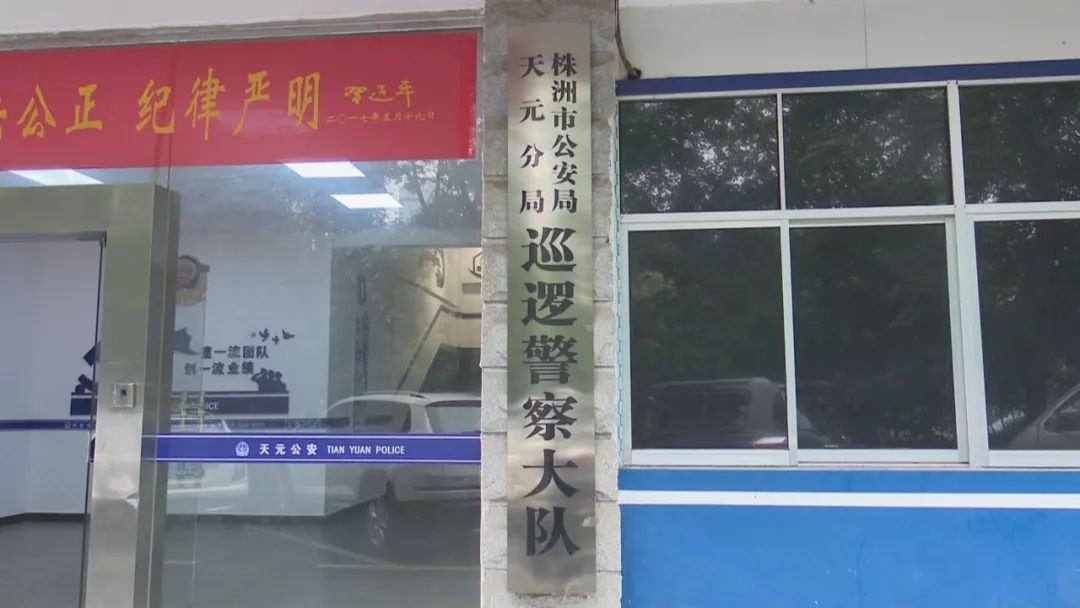 公正 纪律严明
二〇一七年五月十九日
株洲市公安局
天元分局
巡逻警察大队
一流团队
创一流业绩
天元公安 TIAN YUAN POLICE